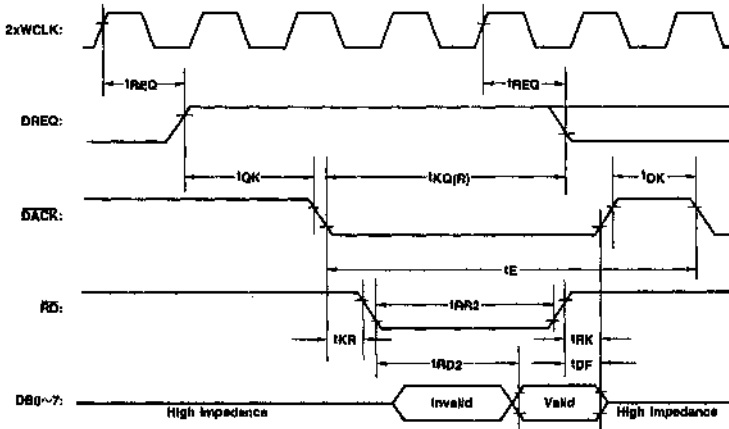 2xWCLK:
tREQ
tREQ
DREQ:
tQK
tKQ(R)
tDK
DACK:
tE
tRR2
RD:
tKR
tRK
tRD2
tDF
DB0~7:
High Impedance
Invalid
Valid
High Impedance